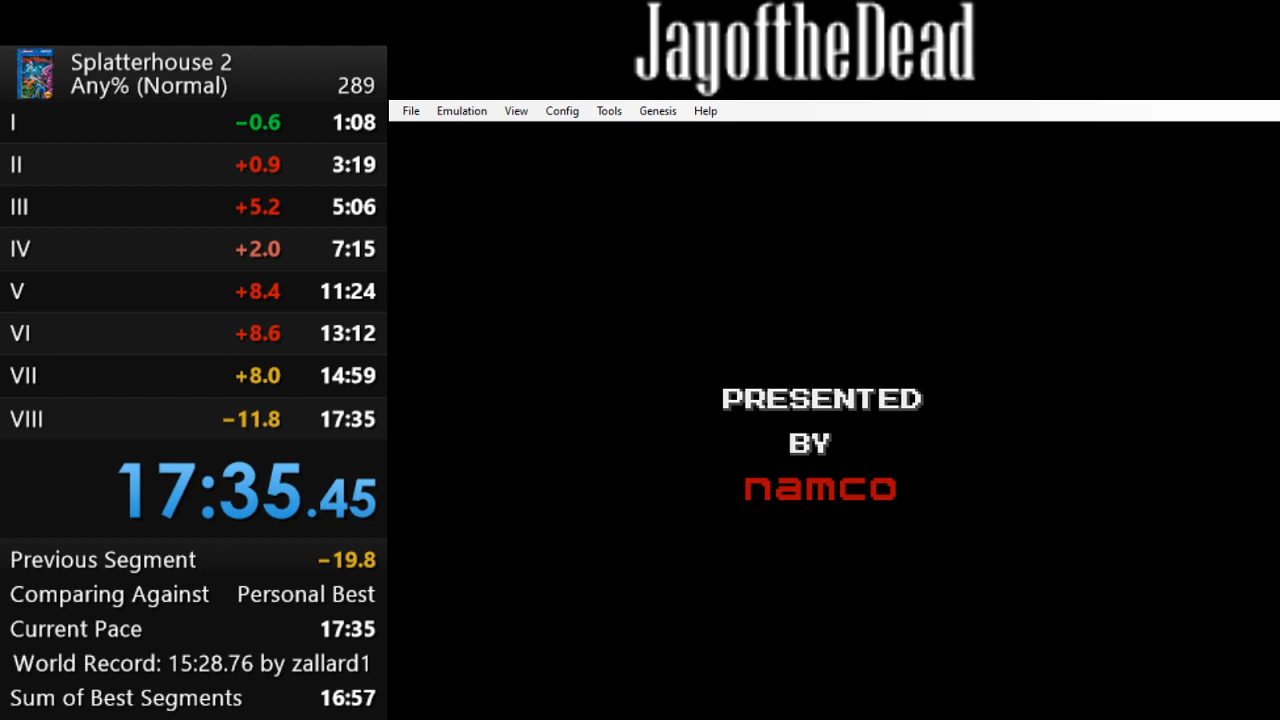 JayoftheDead
Splatterhouse 2
Any% (Normal) 289
File Emulation View Config Tools Genesis Help
I −0.6 1:08
II +0.9 3:19
III +5.2 5:06
IV +2.0 7:15
V +8.4 11:24
VI +8.6 13:12
VII +8.0 14:59
VIII −11.8 17:35
17:35.45
Previous Segment −19.8
Comparing Against Personal Best
Current Pace 17:35
World Record: 15:28.76 by zallard1
Sum of Best Segments 16:57
PRESENTED
BY
namco